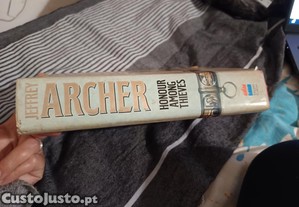 JEFFREY
ARCHER
HONOUR
AMONG
THIEVES
CustoJusto.pt